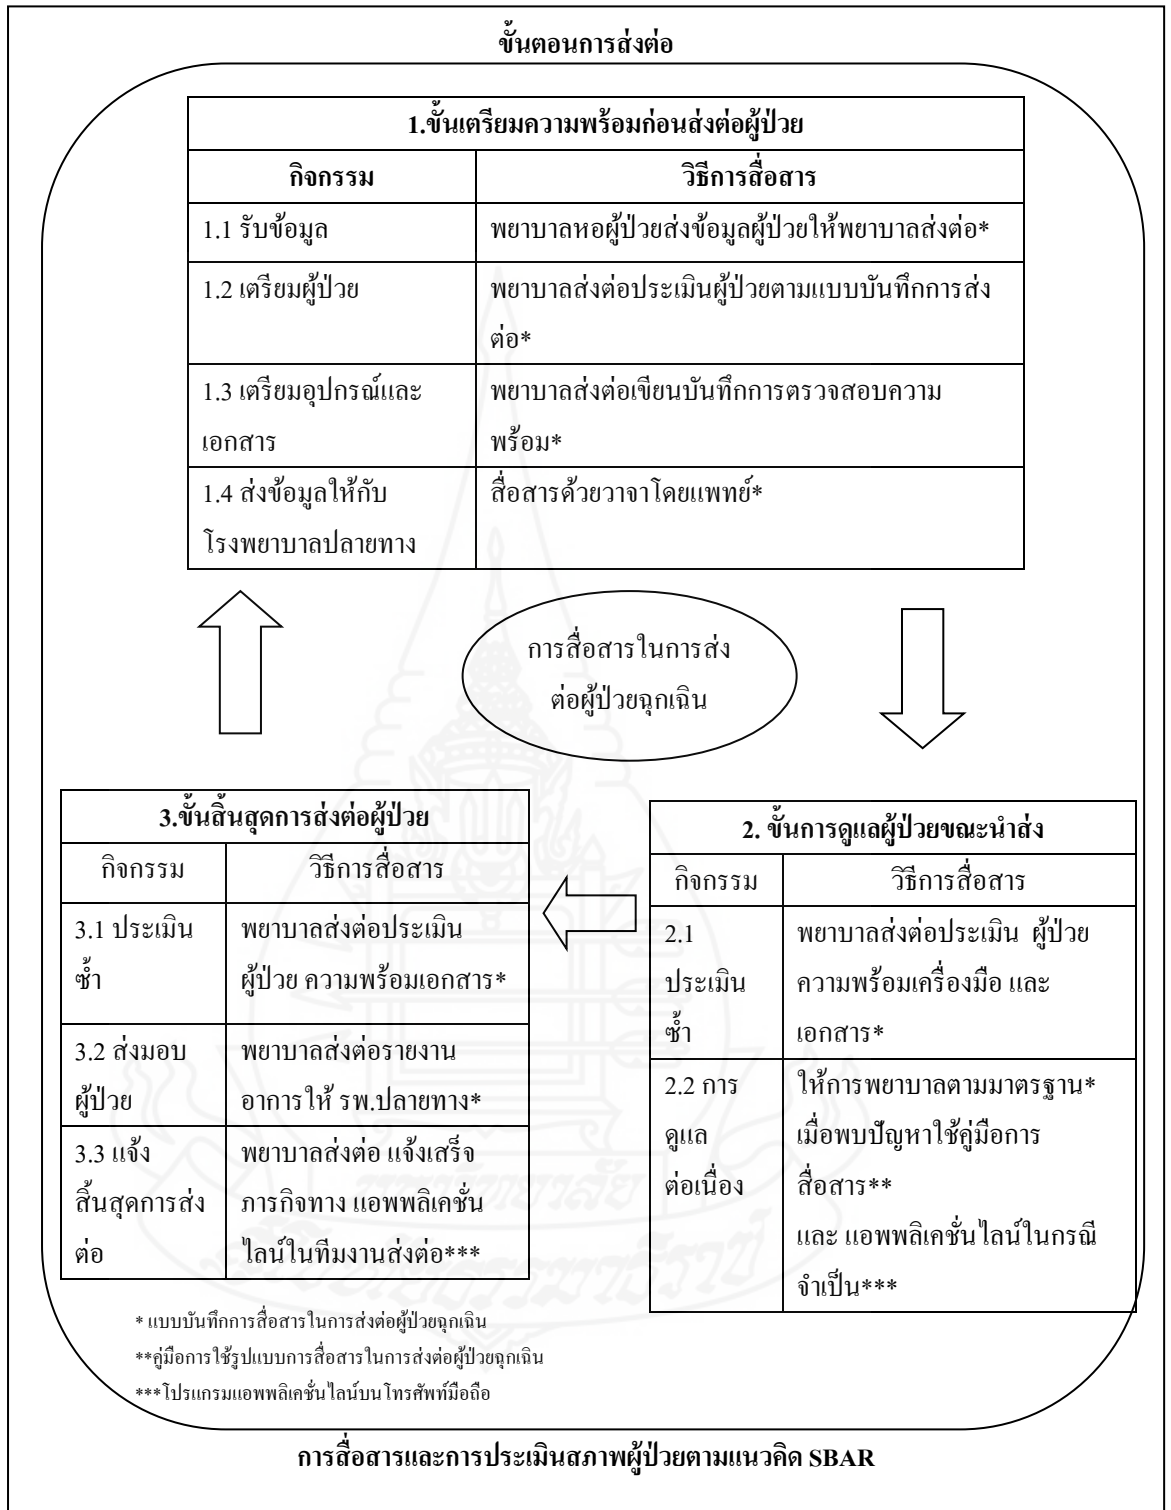 ขั้นตอนการส่งต่อ
1.ขั้นเตรียมความพร้อมก่อนส่งต่อผู้ป่วย
กิจกรรม วิธีการสื่อสาร
1.1 รับข้อมูล พยาบาลหอผู้ป่วยส่งข้อมูลผู้ป่วยให้พยาบาลส่งต่อ*
1.2 เตรียมผู้ป่วย พยาบาลส่งต่อประเมินผู้ป่วยตามแบบบันทึกการส่ง
ต่อ*
1.3 เตรียมอุปกรณ์และ พยาบาลส่งต่อเขียนบันทึกการตรวจสอบความ
เอกสาร พร้อม*
1.4 ส่งข้อมูลให้กับ สื่อสารด้วยวาจาโดยแพทย์*
โรงพยาบาลปลายทาง
การสื่อสารในการส่ง
ต่อผู้ป่วยฉุกเฉิน
2. ขั้นการดูแลผู้ป่วยขณะนำส่ง
กิจกรรม วิธีการสื่อสาร
2.1 พยาบาลส่งต่อประเมิน ผู้ป่วย
ประเมิน ความพร้อมเครื่องมือ และ
ซ้ำ เอกสาร*
2.2 การ ให้การพยาบาลตามมาตรฐาน*
ดูแล เมื่อพบปัญหาใช้คู่มือการ
ต่อเนื่อง สื่อสาร**
และ แอพพลิเคชั่นไลน์ในกรณี
จำเป็น***
3.ขั้นสิ้นสุดการส่งต่อผู้ป่วย
กิจกรรม วิธีการสื่อสาร
3.1 ประเมิน พยาบาลส่งต่อประเมิน
ซ้ำ ผู้ป่วย ความพร้อมเอกสาร*
3.2 ส่งมอบ พยาบาลส่งต่อรายงาน
ผู้ป่วย อาการให้ รพ.ปลายทาง*
3.3 แจ้ง พยาบาลส่งต่อ แจ้งเสร็จ
สิ้นสุดการส่ง ภารกิจทาง แอพพลิเคชั่น
ต่อ ไลน์ในทีมงานส่งต่อ***
* แบบบันทึกการสื่อสารในการส่งต่อผู้ป่วยฉุกเฉิน
**คู่มือการใช้รูปแบบการสื่อสารในการส่งต่อผู้ป่วยฉุกเฉิน
***โปรแกรมแอพพลิเคชั่นไลน์บนโทรศัพท์มือถือ
การสื่อสารและการประเมินสภาพผู้ป่วยตามแนวคิด SBAR